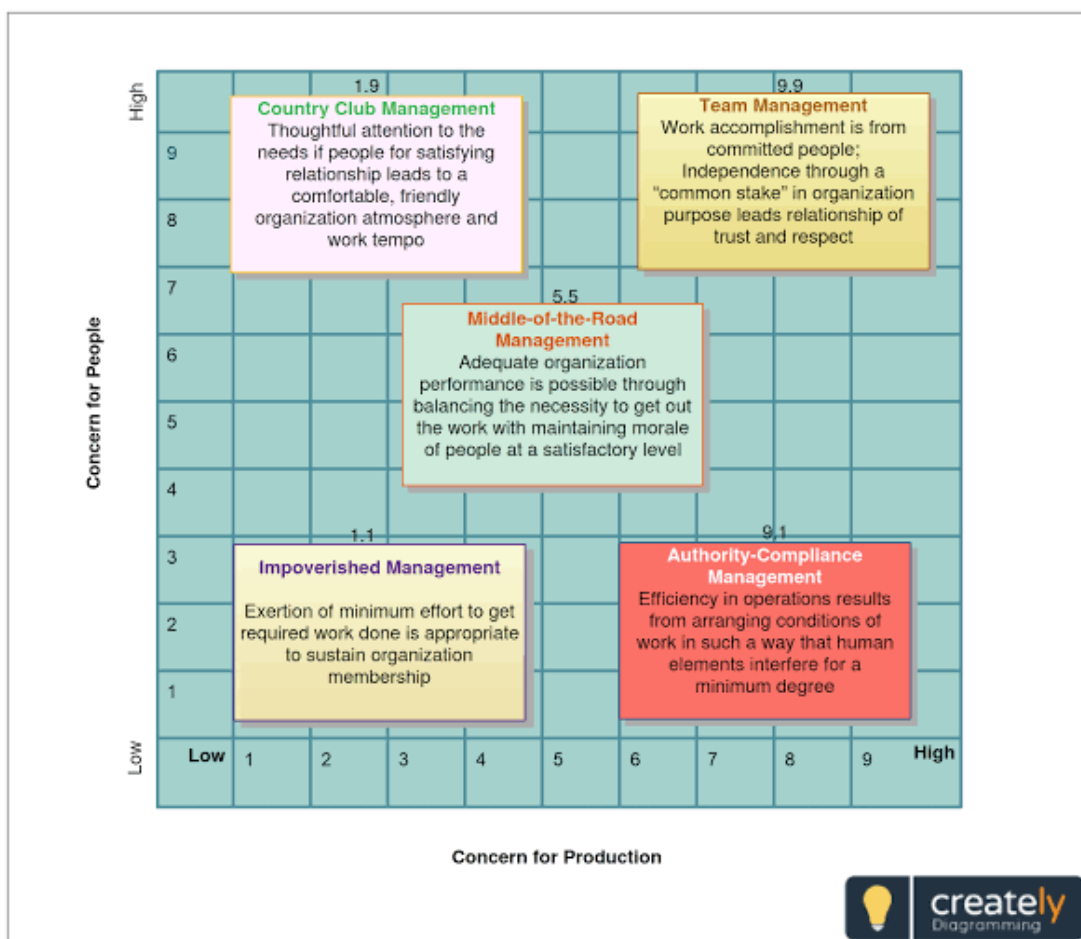 High
1.9
Country Club Management
Thoughtful attention to the
needs if people for satisfying
relationship leads to a
comfortable, friendly
organization atmosphere and
work tempo
9.9
Team Management
Work accomplishment is from
committed people;
Independence through a
“common stake” in organization
purpose leads relationship of
trust and respect
9
8
7
6
5
4
3
2
1
Concern for People
5.5
Middle-of-the-Road
Management
Adequate organization
performance is possible through
balancing the necessity to get out
the work with maintaining morale
of people at a satisfactory level
1.1
Impoverished Management
Exertion of minimum effort to get
required work done is appropriate
to sustain organization
membership
9.1
Authority-Compliance
Management
Efficiency in operations results
from arranging conditions of
work in such a way that human
elements interfere for a
minimum degree
Low
Low 1 2 3 4 5 6 7 8 9 High
Concern for Production
creately
Diagramming